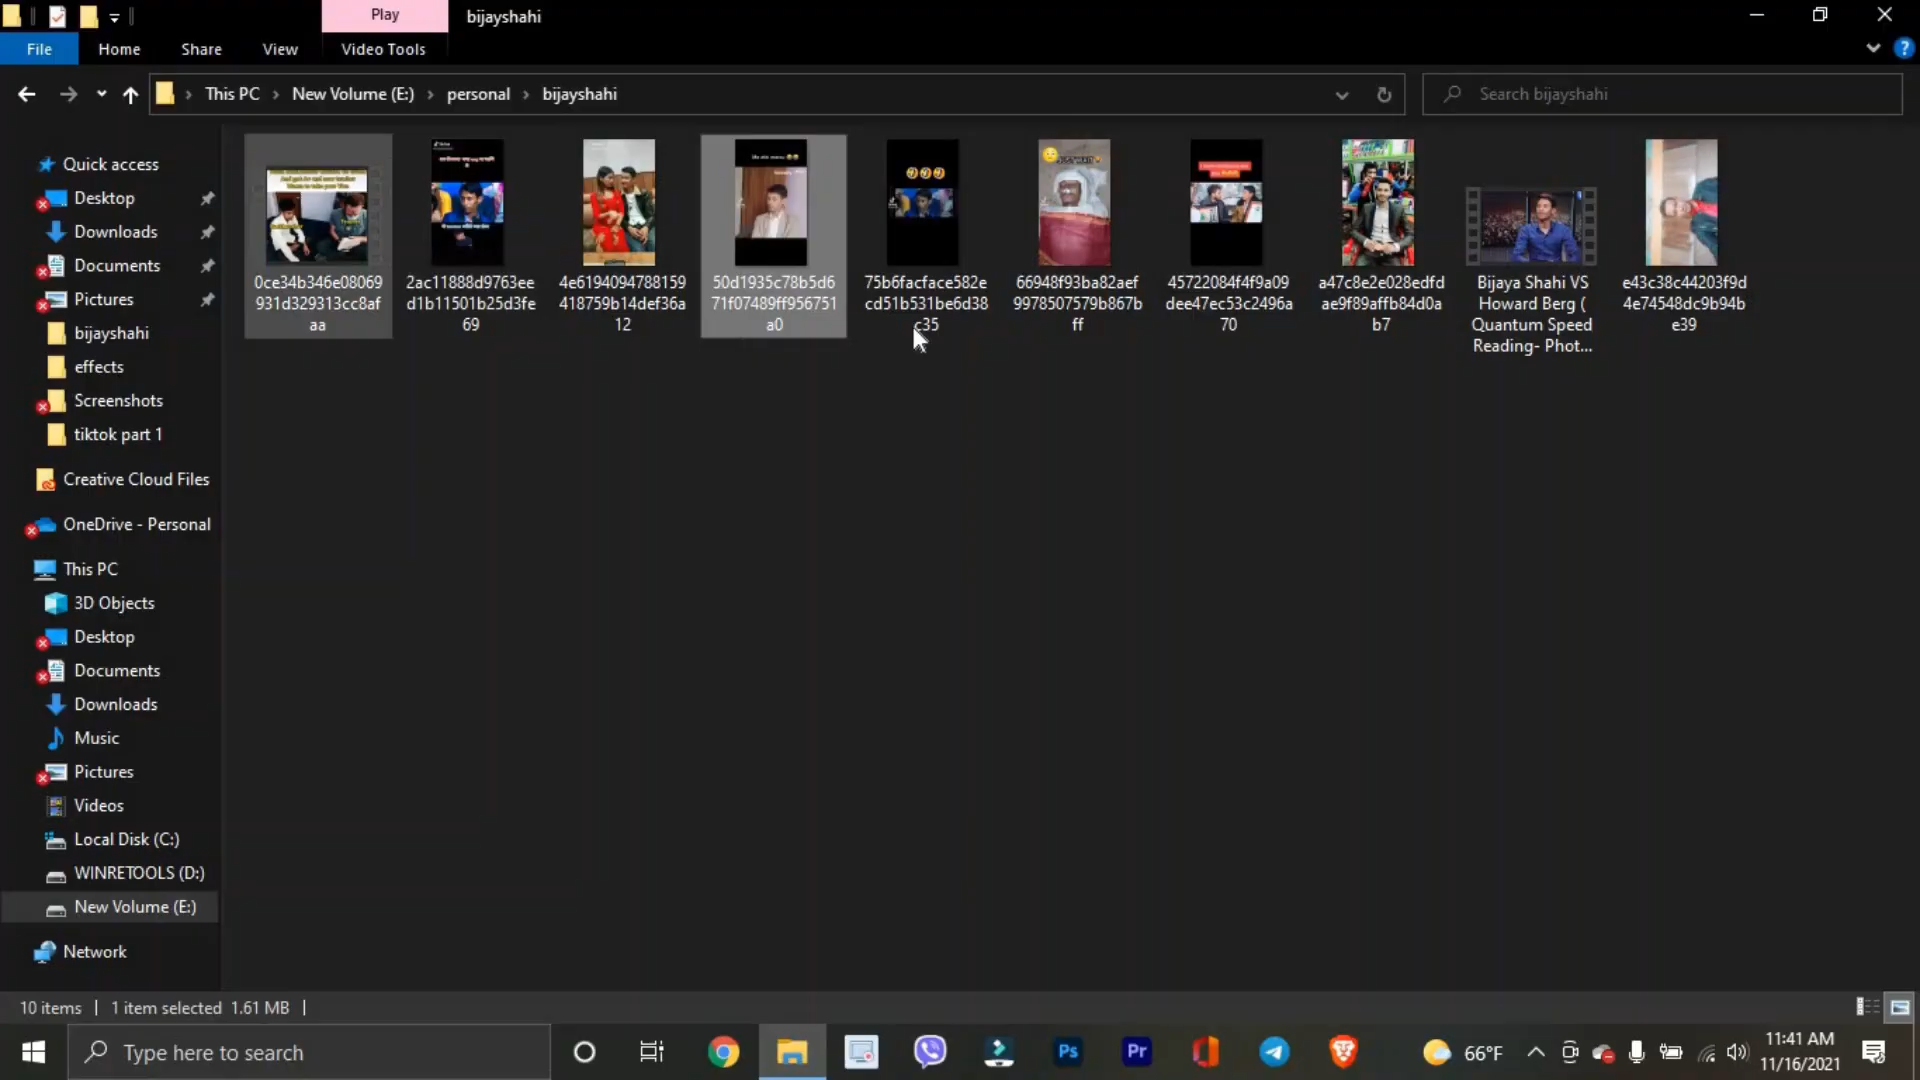 Play
bijayshahi
File
Home
Share
View
Video Tools
This PC
New Volume (E:)
personal
bijayshahi
Search bijayshahi
Quick access
Desktop
Downloads
Documents
Pictures
bijayshahi
effects
Screenshots
tiktok part 1
Creative Cloud Files
OneDrive - Personal
This PC
3D Objects
Desktop
Documents
Downloads
Music
Pictures
Videos
Local Disk (C:)
WINRETOOLS (D:)
New Volume (E:)
Network
0ce34b346e08069
931d329313cc8af
aa
2ac11888d9763ee
d1b11501b25d3fe
69
4e6194094788159
418759b14def36a
12
50d1935c78b5d6
71f07489ff956751
a0
75b6facface582e
cd51b531be6d38
c35
JUST WAIT
66948f93ba82aef
9978507579b867b
ff
45722084f4f9a09
dee47ec53c2496a
70
a47c8e2e028edfd
ae9f89affb84d0a
b7
Bijaya Shahi VS
Howard Berg (
Quantum Speed
Reading- Phot...
e43c38c44203f9d
4e74548dc9b94b
e39
10 items
1 item selected 1.61 MB
Type here to search
Ps
Pr
66°F
11:41 AM
11/16/2021